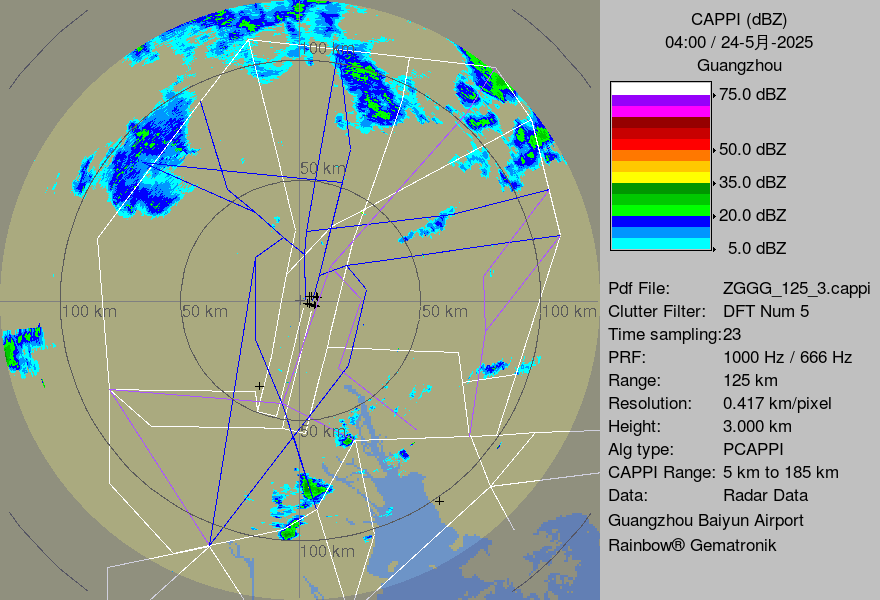 CAPPI (dBZ)
04:00 / 24-5月-2025
Guangzhou
75.0 dBZ
50.0 dBZ
35.0 dBZ
20.0 dBZ
5.0 dBZ
100 km
50 km
100 km
50 km
50 km
100 km
50 km
100 km
Pdf File: ZGGG_125_3.cappi
Clutter Filter: DFT Num 5
Time sampling:23
PRF: 1000 Hz / 666 Hz
Range: 125 km
Resolution: 0.417 km/pixel
Height: 3.000 km
Alg type: PCAPPI
CAPPI Range: 5 km to 185 km
Data: Radar Data
Guangzhou Baiyun Airport
Rainbow® Gematronik